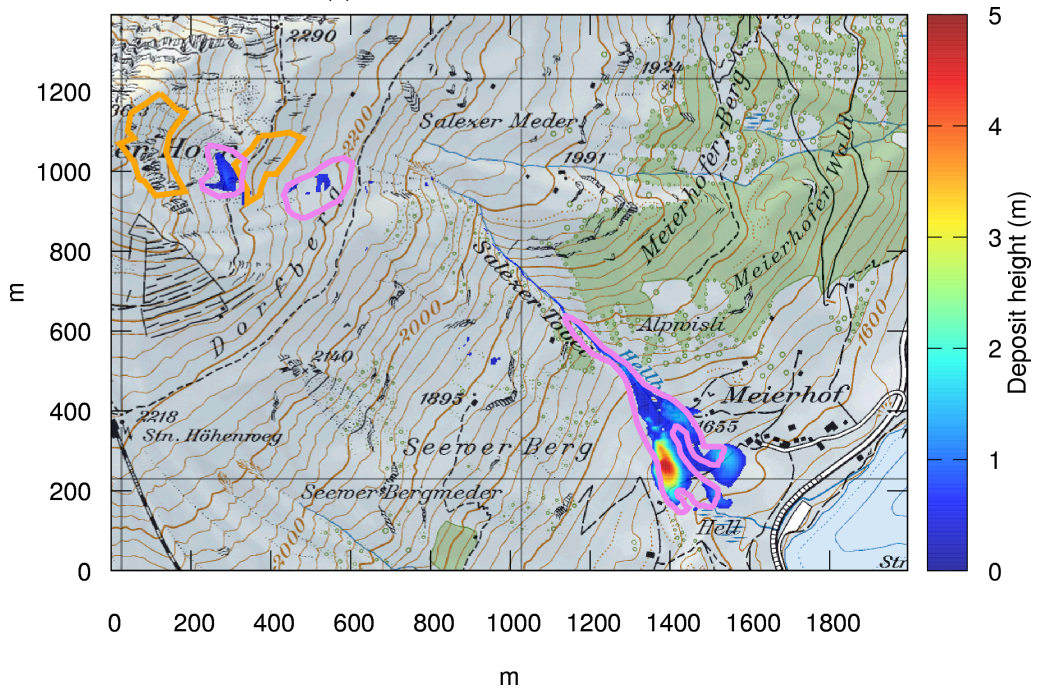 5
2290
1200
1924
Meierhofer-Berg
Salexer Meder
2200
Meierhofer Wald
4
1000
1991
800
Salexer Tobel
3
m
Dorfberg
Deposit height (m)
600
2000
Alpwisli
1600
2140
2
400
1895
Meierhof
2218
Stn. Höhenweg
1655
Seewer Berg
1
200
Seewer Bergmeder
Hell
2000
0
Str
0
0 200 400 600 800 1000 1200 1400 1600 1800
m